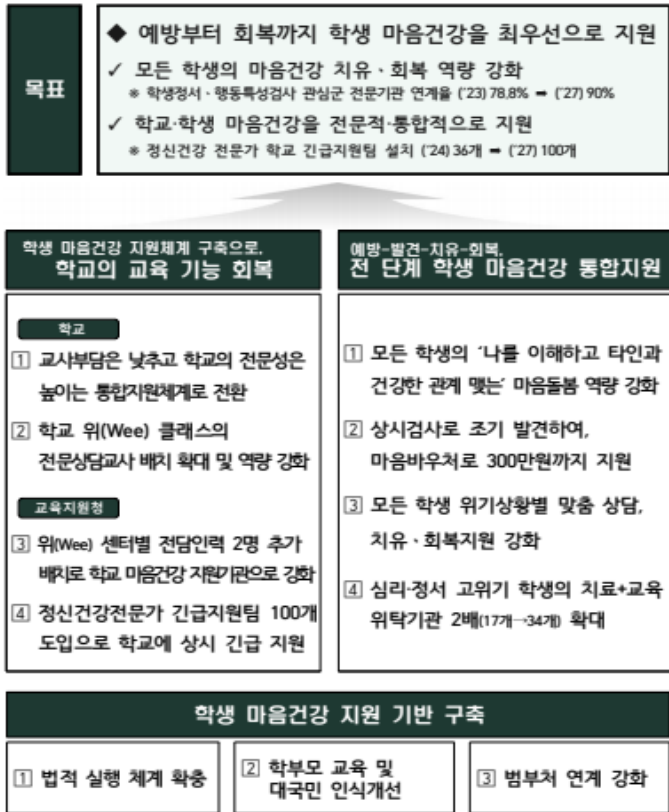 목표
◆ 예방부터 회복까지 학생 마음건강을 최우선으로 지원
✓ 모든 학생의 마음건강 치유·회복 역량 강화
※ 학생정서·행동특성검사 관심군 전문기관 연계율 ('23) 78.8% ➡ ('27) 90%
✓ 학교·학생 마음건강을 전문적·통합적으로 지원
※ 정신건강 전문가 학교 긴급지원팀 설치 ('24) 36개 ➡ ('27) 100개
학생 마음건강 지원체계 구축으로,
학교의 교육 기능 회복
학교
1 교사부담은 낮추고 학교의 전문성은
높이는 통합지원체계로 전환
2 학교 위(Wee) 클래스의
전문상담교사 배치 확대 및 역량 강화
교육지원청
3 위(Wee) 센터별 전담인력 2명 추가
배치로 학교 마음건강 지원기관으로 강화
4 정신건강전문가 긴급지원팀 100개
도입으로 학교에 상시 긴급 지원
예방-발견-치유-회복,
전 단계 학생 마음건강 통합지원
1 모든 학생의 '나를 이해하고 타인과
건강한 관계 맺는' 마음돌봄 역량 강화
2 상시검사로 조기 발견하여,
마음바우처로 300만원까지 지원
3 모든 학생 위기상황별 맞춤 상담,
치유·회복지원 강화
4 심리·정서 고위기 학생의 치료+교육
위탁기관 2배(17개→34개) 확대
학생 마음건강 지원 기반 구축
1 법적 실행 체계 확충
2 학부모 교육 및
대국민 인식개선
3 범부처 연계 강화